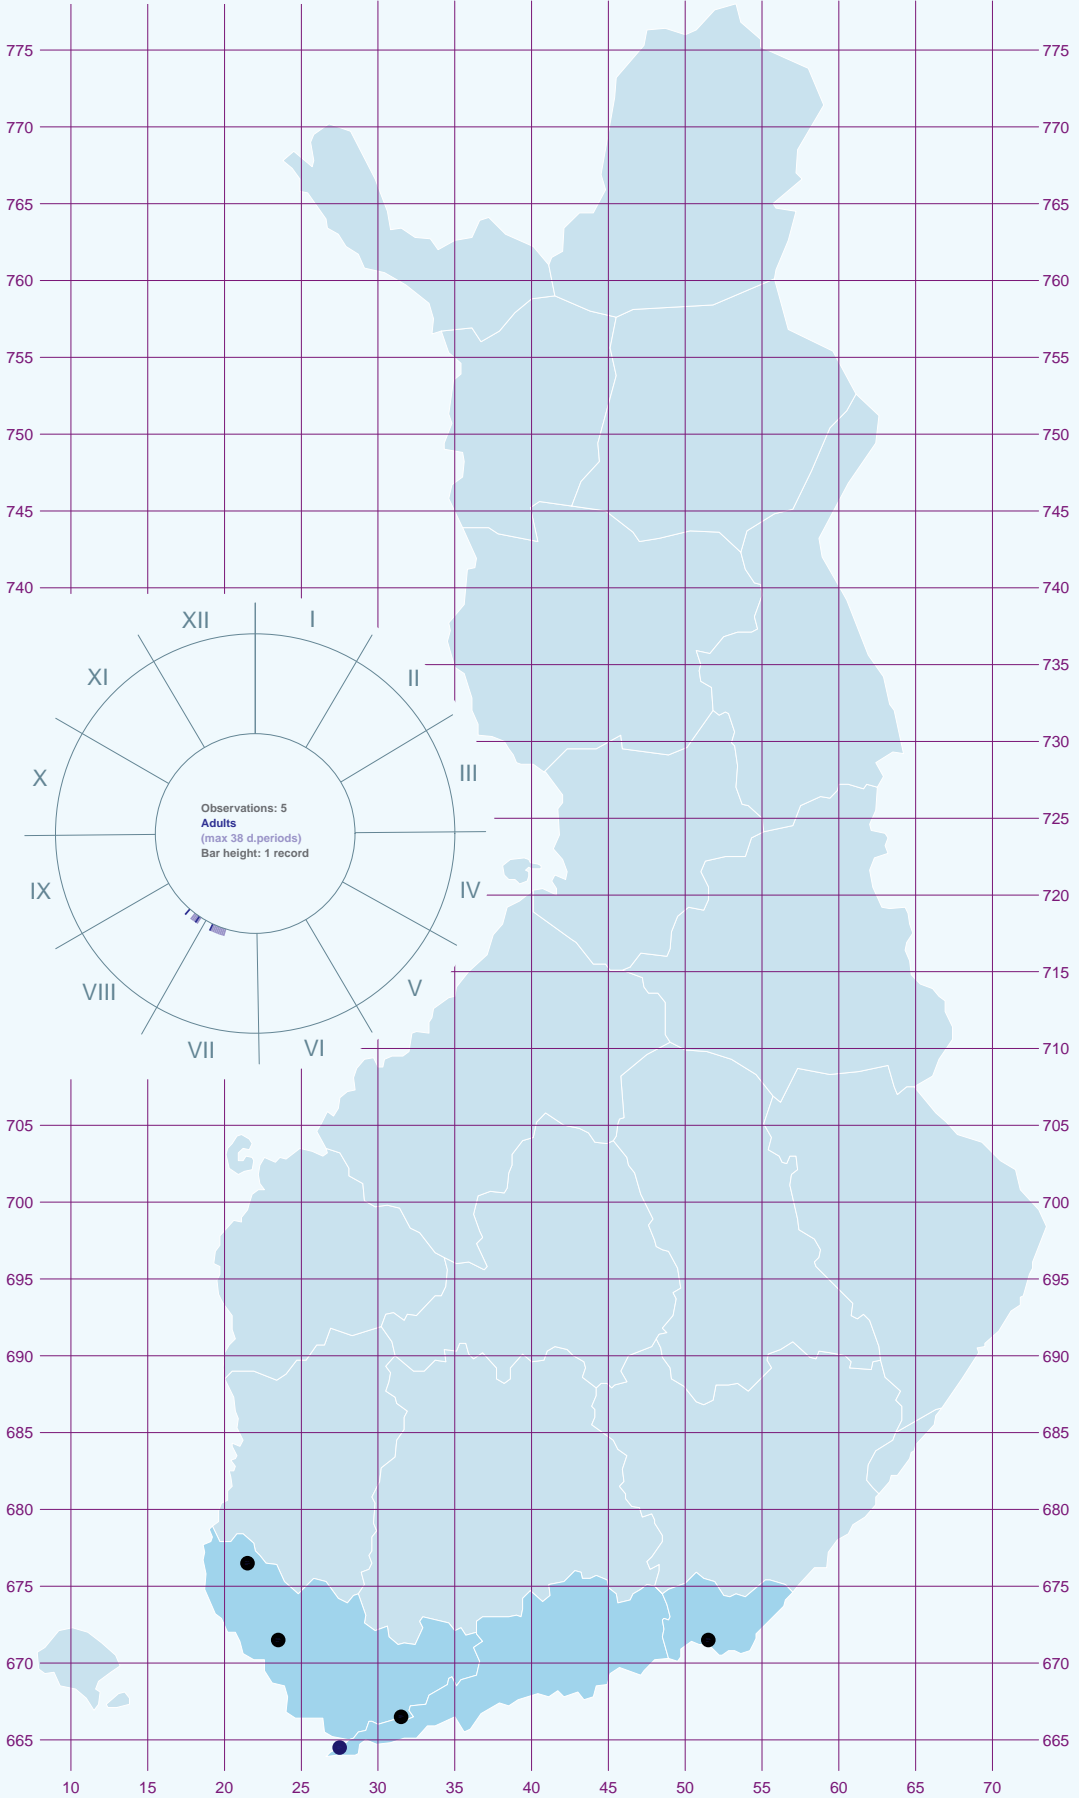 775 775
770 770
765 765
760 760
755 755
750 750
745 745
740 740
XII I
XI II
735 735
730 730
X III
Observations: 5
725 725
Adults
(max 38 d.periods)
Bar height: 1 record
IX IV
720 720
715 715
VIII V
VII VI
710 710
705 705
700 700
695 695
690 690
685 685
680 680
675 675
670 670
665 665
10 15 20 25 30 35 40 45 50 55 60 65 70